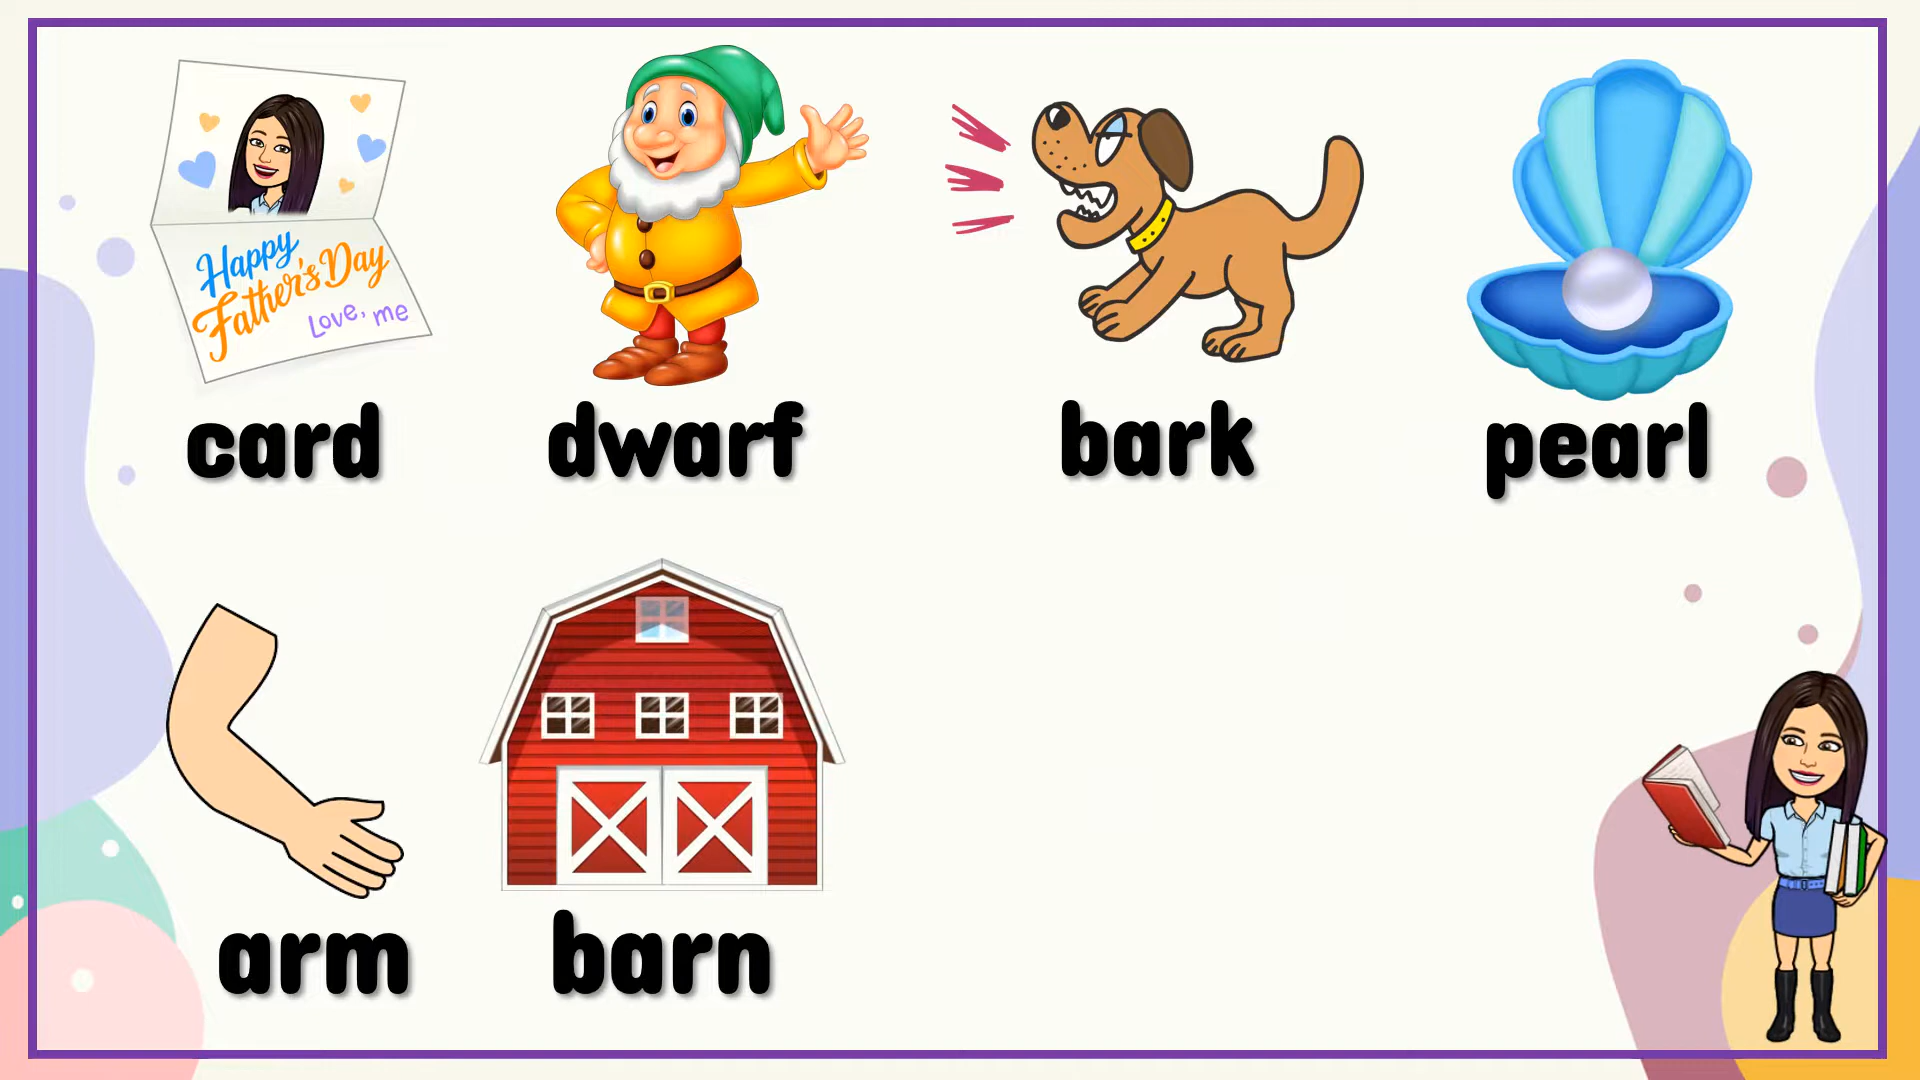 Happy
Father's Day
Love, me
card
dwarf
bark
pearl
arm
barn